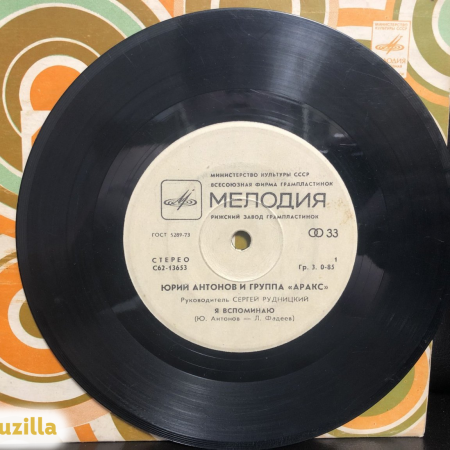 МИНИСТЕРСТВО КУЛЬТУРЫ СССР
ВСЕСОЮЗНАЯ ФИРМА ГРАМПЛАСТИНОК
МЕЛОДИЯ
РИЖСКИЙ ЗАВОД ГРАМПЛАСТИНОК
ГОСТ 5289-73
33
СТЕРЕО
1
С62-13653
Гр. 3. 0-85
ЮРИЙ АНТОНОВ И ГРУППА «АРАКС»
Руководитель СЕРГЕЙ РУДНИЦКИЙ
Я ВСПОМИНАЮ
(Ю. Антонов — Л. Фадеев)
uzilla